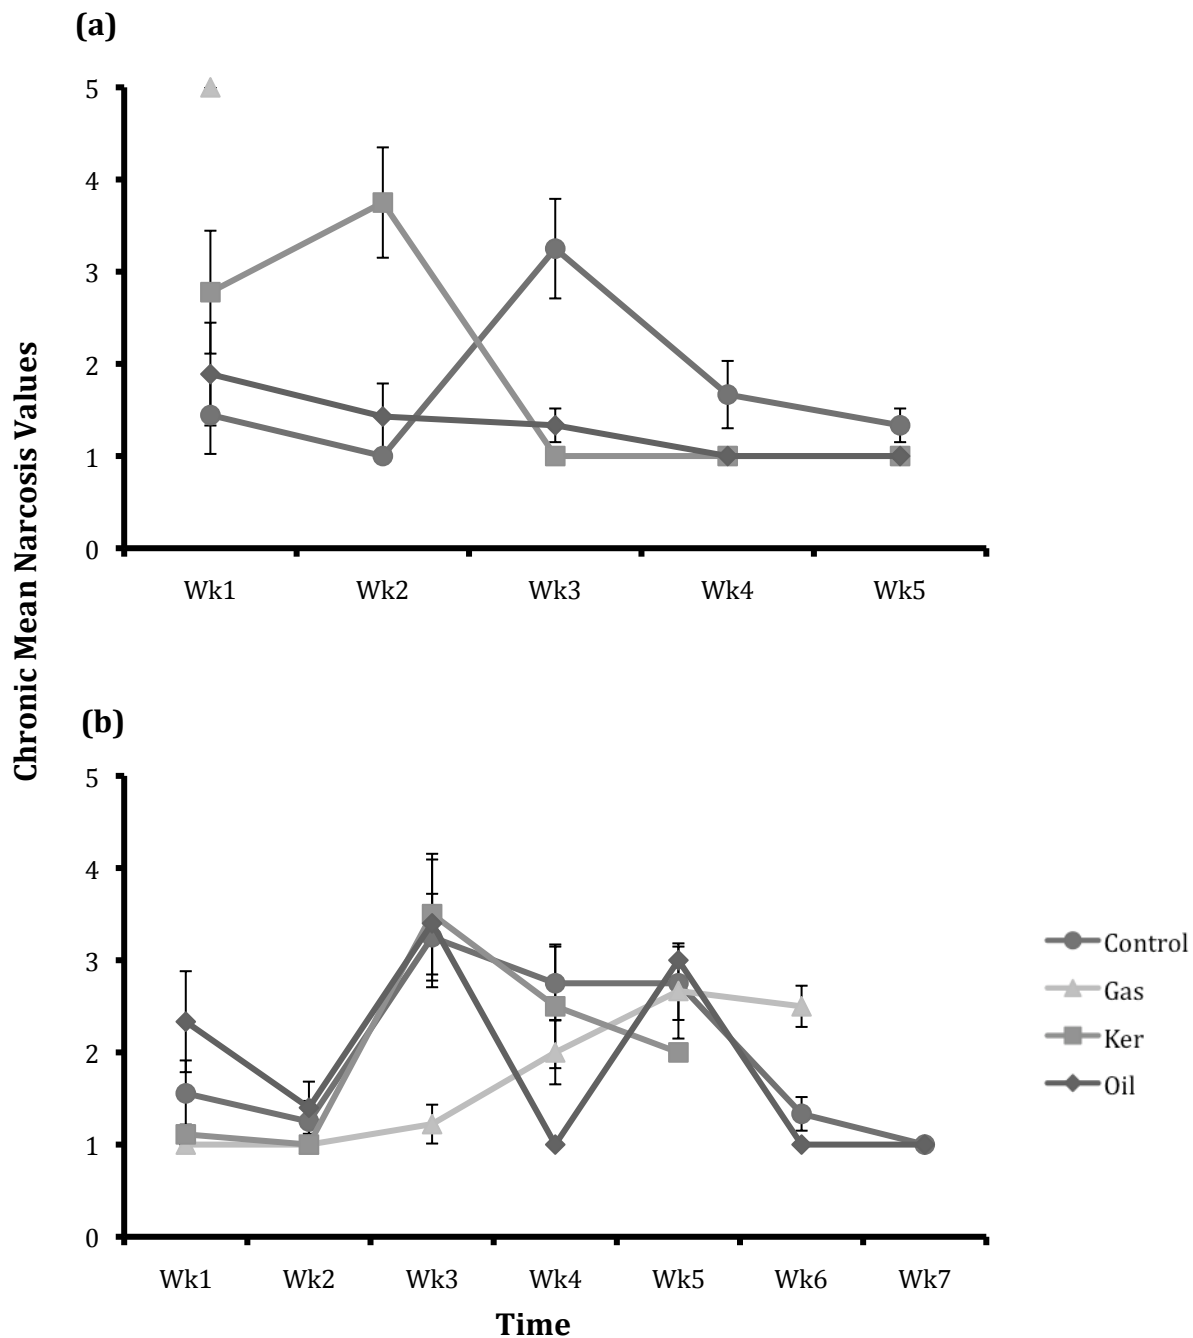 (a)
5
4
3
2
1
0
Wk1 Wk2 Wk3 Wk4 Wk5
Chronic Mean Narcosis Values
(b)
5
4
3
2
1
0
Wk1 Wk2 Wk3 Wk4 Wk5 Wk6 Wk7
Time
Control
Gas
Ker
Oil